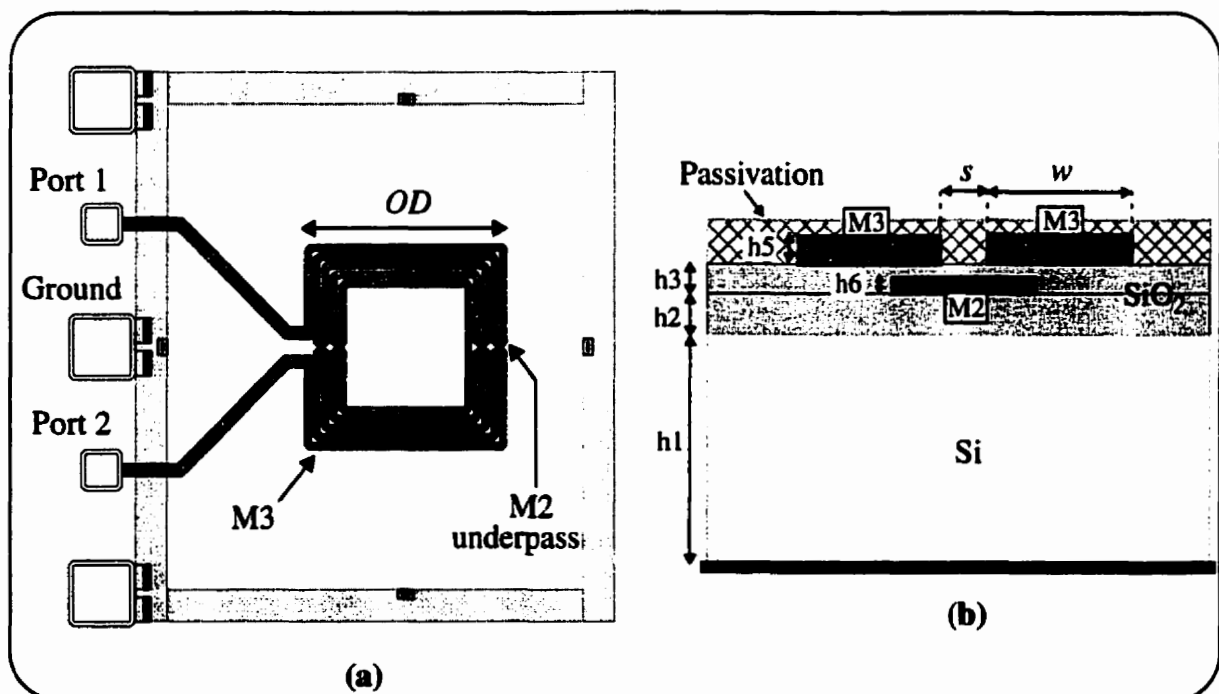 Port 1
Ground
Port 2
OD
M3
M2
underpass
(a)
Passivation
s
w
M3
M3
h5
h3
h6
SiO2
h2
M2
h1
Si
(b)